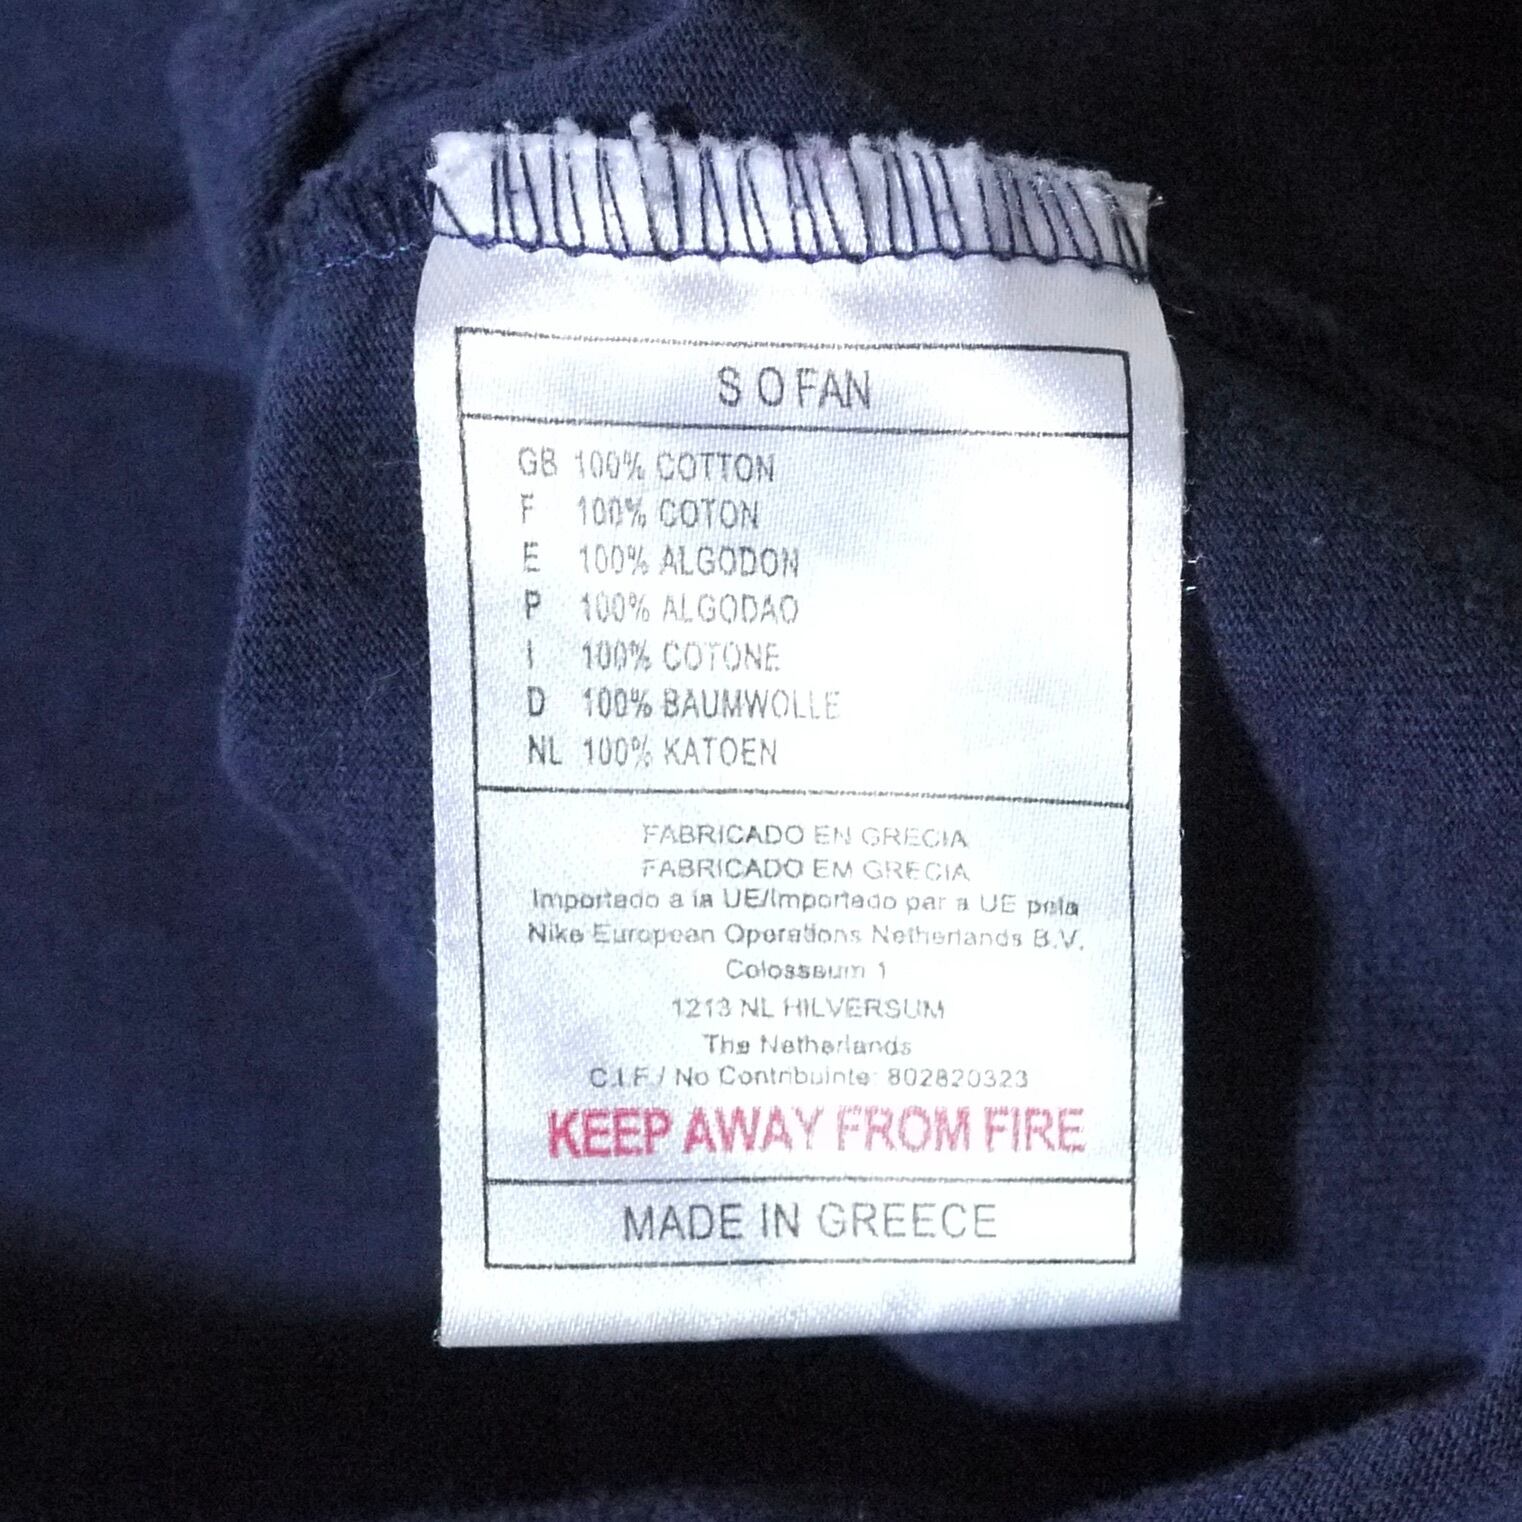 S O FAN
GB 100% COTTON
F 100% COTON
E 100% ALGODON
P 100% ALGODAO
I 100% COTONE
D 100% BAUMWOLLE
NL 100% KATOEN
FABRICADO EN GRECIA
FABRICADO EM GRECIA
Importado a la UE/Importado par a UE pela
Nike European Operations Netherlands B.V.
Colosseum 1
1213 NL HILVERSUM
The Netherlands
C.I.F./ No Contribuinte: 802820323
KEEP AWAY FROM FIRE
MADE IN GREECE